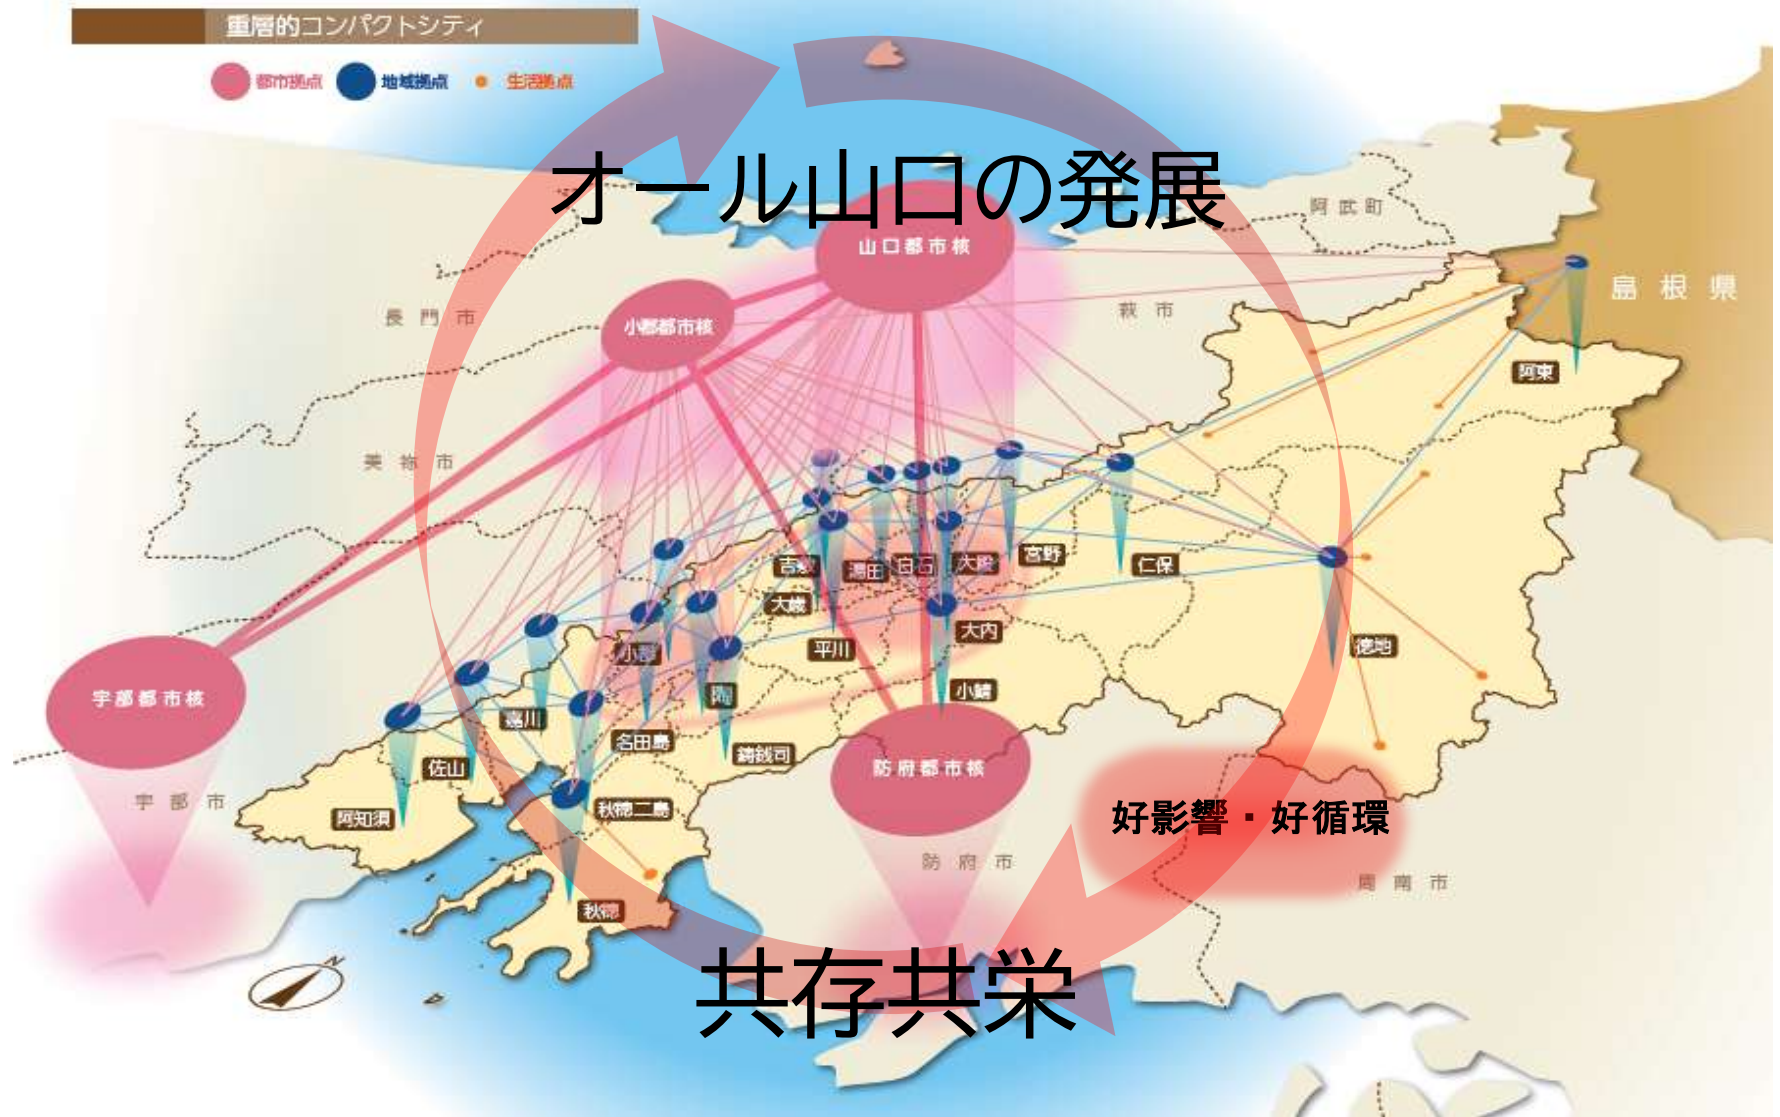 重層的コンパクトシティ
都市拠点 地域拠点 生活拠点
オール山口の発展
阿武町
山口都市核
島根県
長門市
小郡都市核
萩市
阿東
美祢市
吉敷
湯田
白石
大殿
宮野
仁保
大歳
大内
平川
小郡
徳地
宇部都市核
陶
小鯖
嘉川
名田島
鋳銭司
佐山
防府都市核
宇部市
阿知須
秋穂二島
好影響・好循環
防府市
周南市
秋穂
共存共栄
N